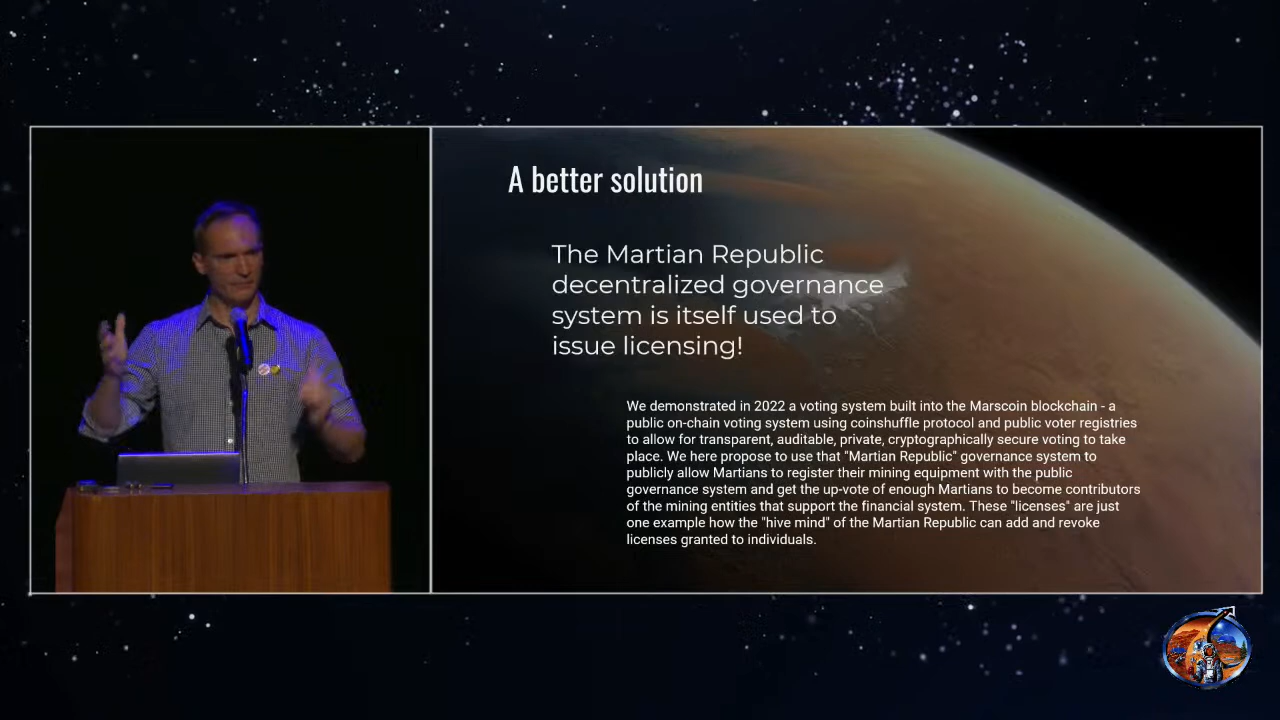 A better solution
The Martian Republic
decentralized governance
system is itself used to
issue licensing!
We demonstrated in 2022 a voting system built into the Marscoin blockchain - a
public on-chain voting system using coinshuffle protocol and public voter registries
to allow for transparent, auditable, private, cryptographically secure voting to take
place. We here propose to use that "Martian Republic" governance system to
publicly allow Martians to register their mining equipment with the public
governance system and get the up-vote of enough Martians to become contributors
of the mining entities that support the financial system. These "licenses" are just
one example how the "hive mind" of the Martian Republic can add and revoke
licenses granted to individuals.